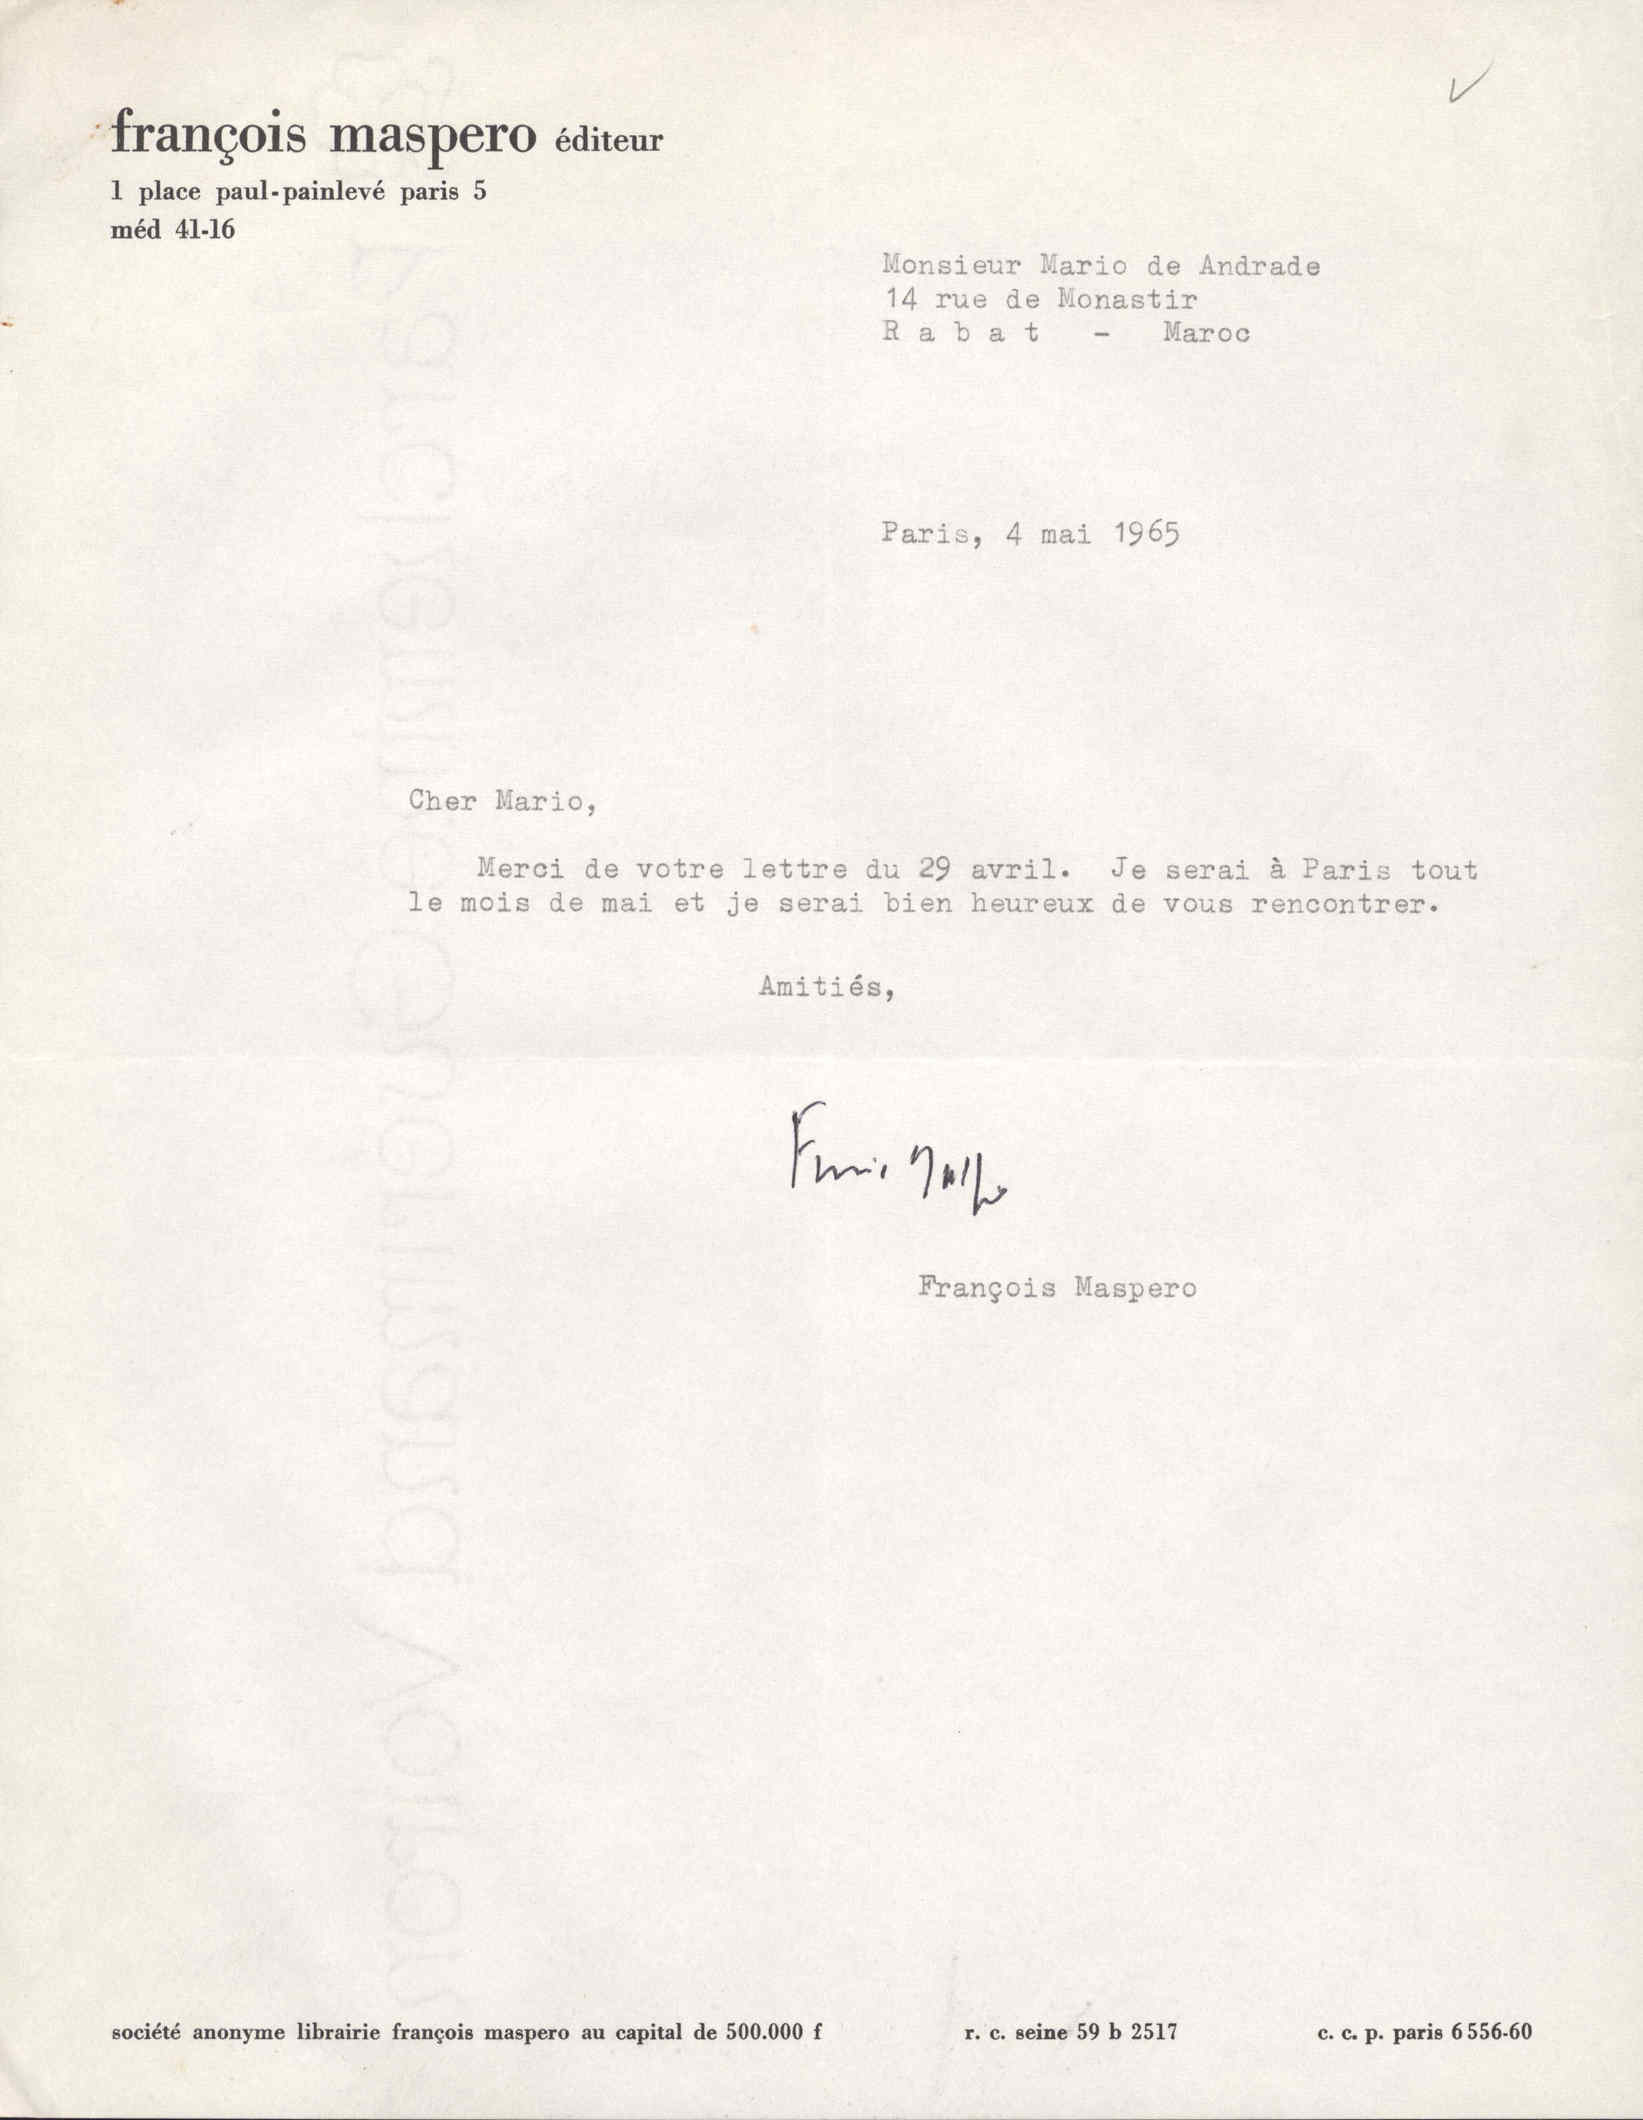 françois maspero éditeur
1 place paul-painlevé paris 5
méd 41-16
Monsieur Mario de Andrade
14 rue de Monastir
R a b a t - Maroc
Paris, 4 mai 1965
Cher Mario,
Merci de votre lettre du 29 avril. Je serai à Paris tout
le mois de mai et je serai bien heureux de vous rencontrer.
Amitiés,
François Maspero
société anonyme librairie françois maspero au capital de 500.000 f r. c. seine 59 b 2517 c. c. p. paris 6 556-60